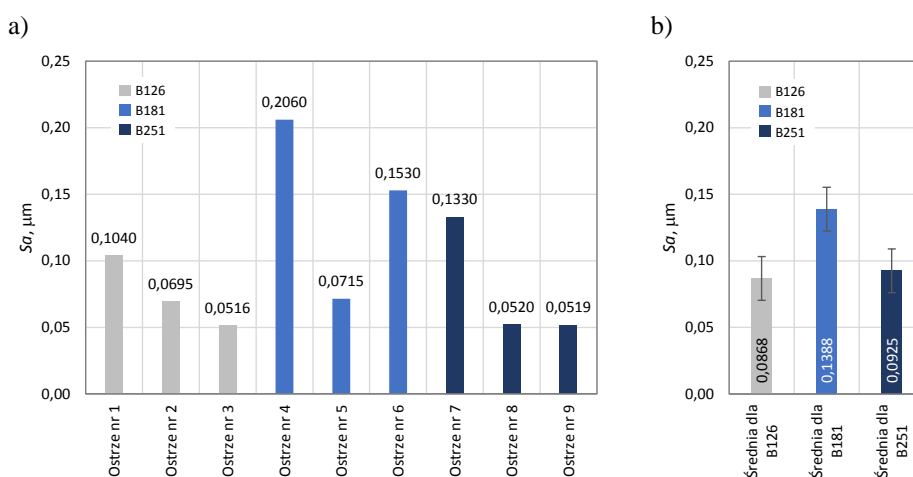 a)
0,25
0,20
0,15
0,10
0,05
0,00
Sa, μm
B126
B181
B251
0,1040
0,0695
0,0516
0,2060
0,0715
0,1530
0,1330
0,0520
0,0519
Ostrze nr 1
Ostrze nr 2
Ostrze nr 3
Ostrze nr 4
Ostrze nr 5
Ostrze nr 6
Ostrze nr 7
Ostrze nr 8
Ostrze nr 9
b)
0,25
0,20
0,15
0,10
0,05
0,00
B126
B181
B251
0,0868
0,1388
0,0925
Średnia dla
B126
Średnia dla
B181
Średnia dla
B251